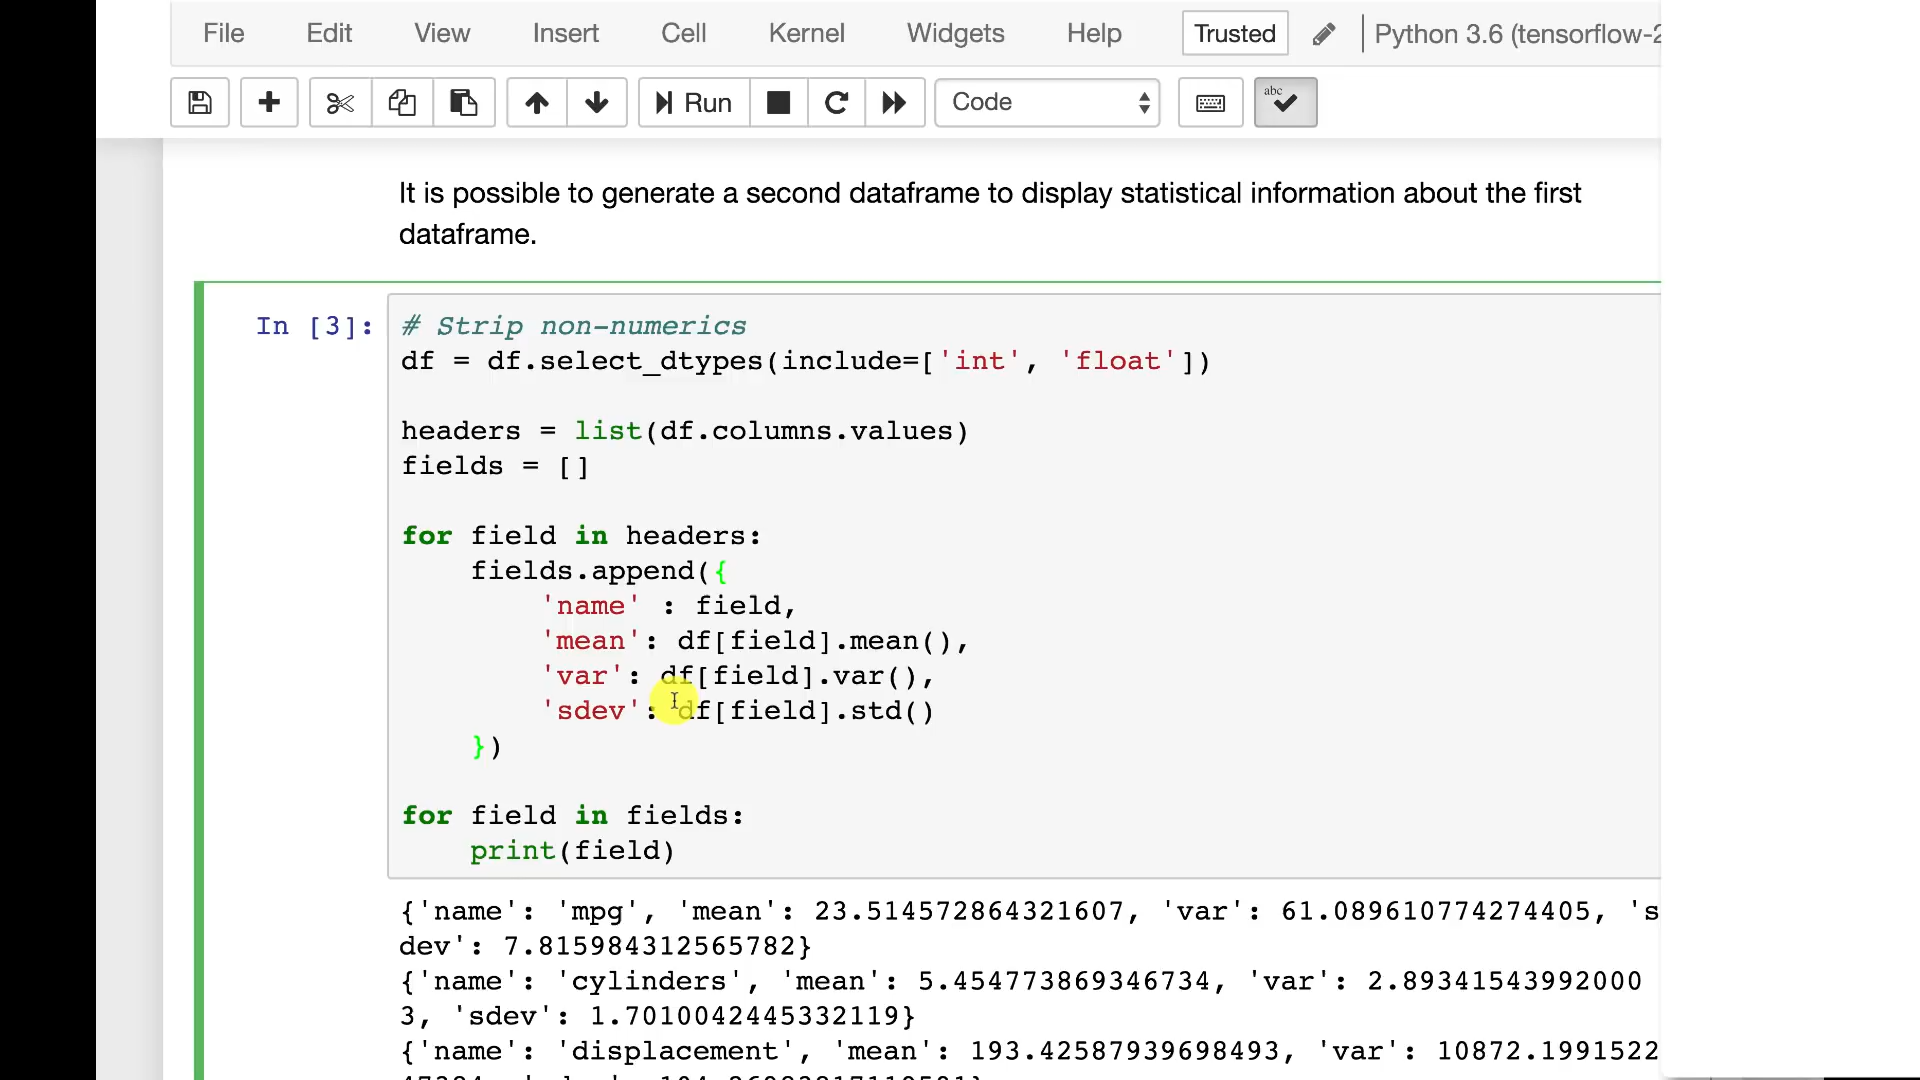 File Edit View Insert Cell Kernel Widgets Help Trusted Python 3.6 (tensorflow-2
Run Code abc
It is possible to generate a second dataframe to display statistical information about the first
dataframe.
In [3]: # Strip non-numerics
df = df.select_dtypes(include=['int', 'float'])
headers = list(df.columns.values)
fields = []
for field in headers:
    fields.append({
        'name' : field,
        'mean': df[field].mean(),
        'var': df[field].var(),
        'sdev': df[field].std()
    })
for field in fields:
    print(field)
{'name': 'mpg', 'mean': 23.514572864321607, 'var': 61.089610774274405, 's
dev': 7.815984312565782}
{'name': 'cylinders', 'mean': 5.454773869346734, 'var': 2.89341543992000
3, 'sdev': 1.7010042445332119}
{'name': 'displacement', 'mean': 193.42587939698493, 'var': 10872.1991522